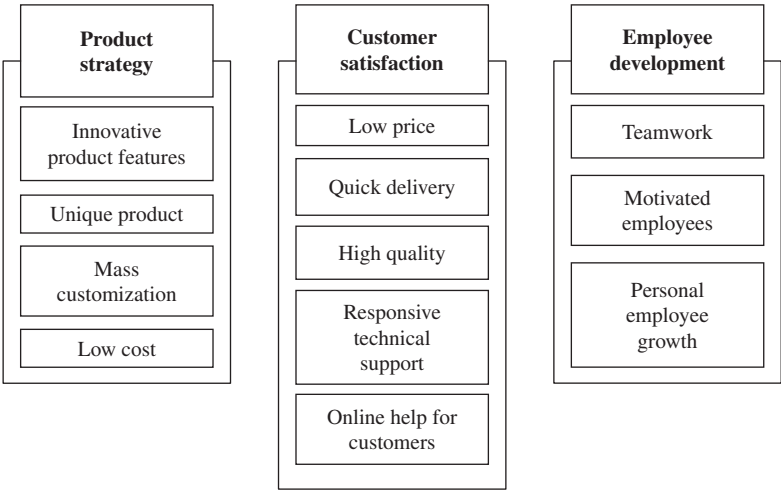 Product
strategy
Innovative
product features
Unique product
Mass
customization
Low cost
Customer
satisfaction
Low price
Quick delivery
High quality
Responsive
technical
support
Online help for
customers
Employee
development
Teamwork
Motivated
employees
Personal
employee
growth